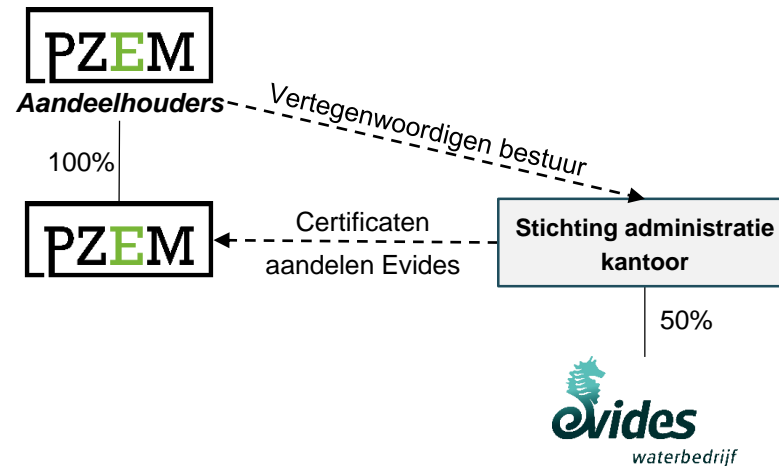 PZEM
Aandeelhouders
Vertegenwoordigen bestuur
100%
PZEM
Certificaten
aandelen Evides
Stichting administratie
kantoor
50%
evides
waterbedrijf